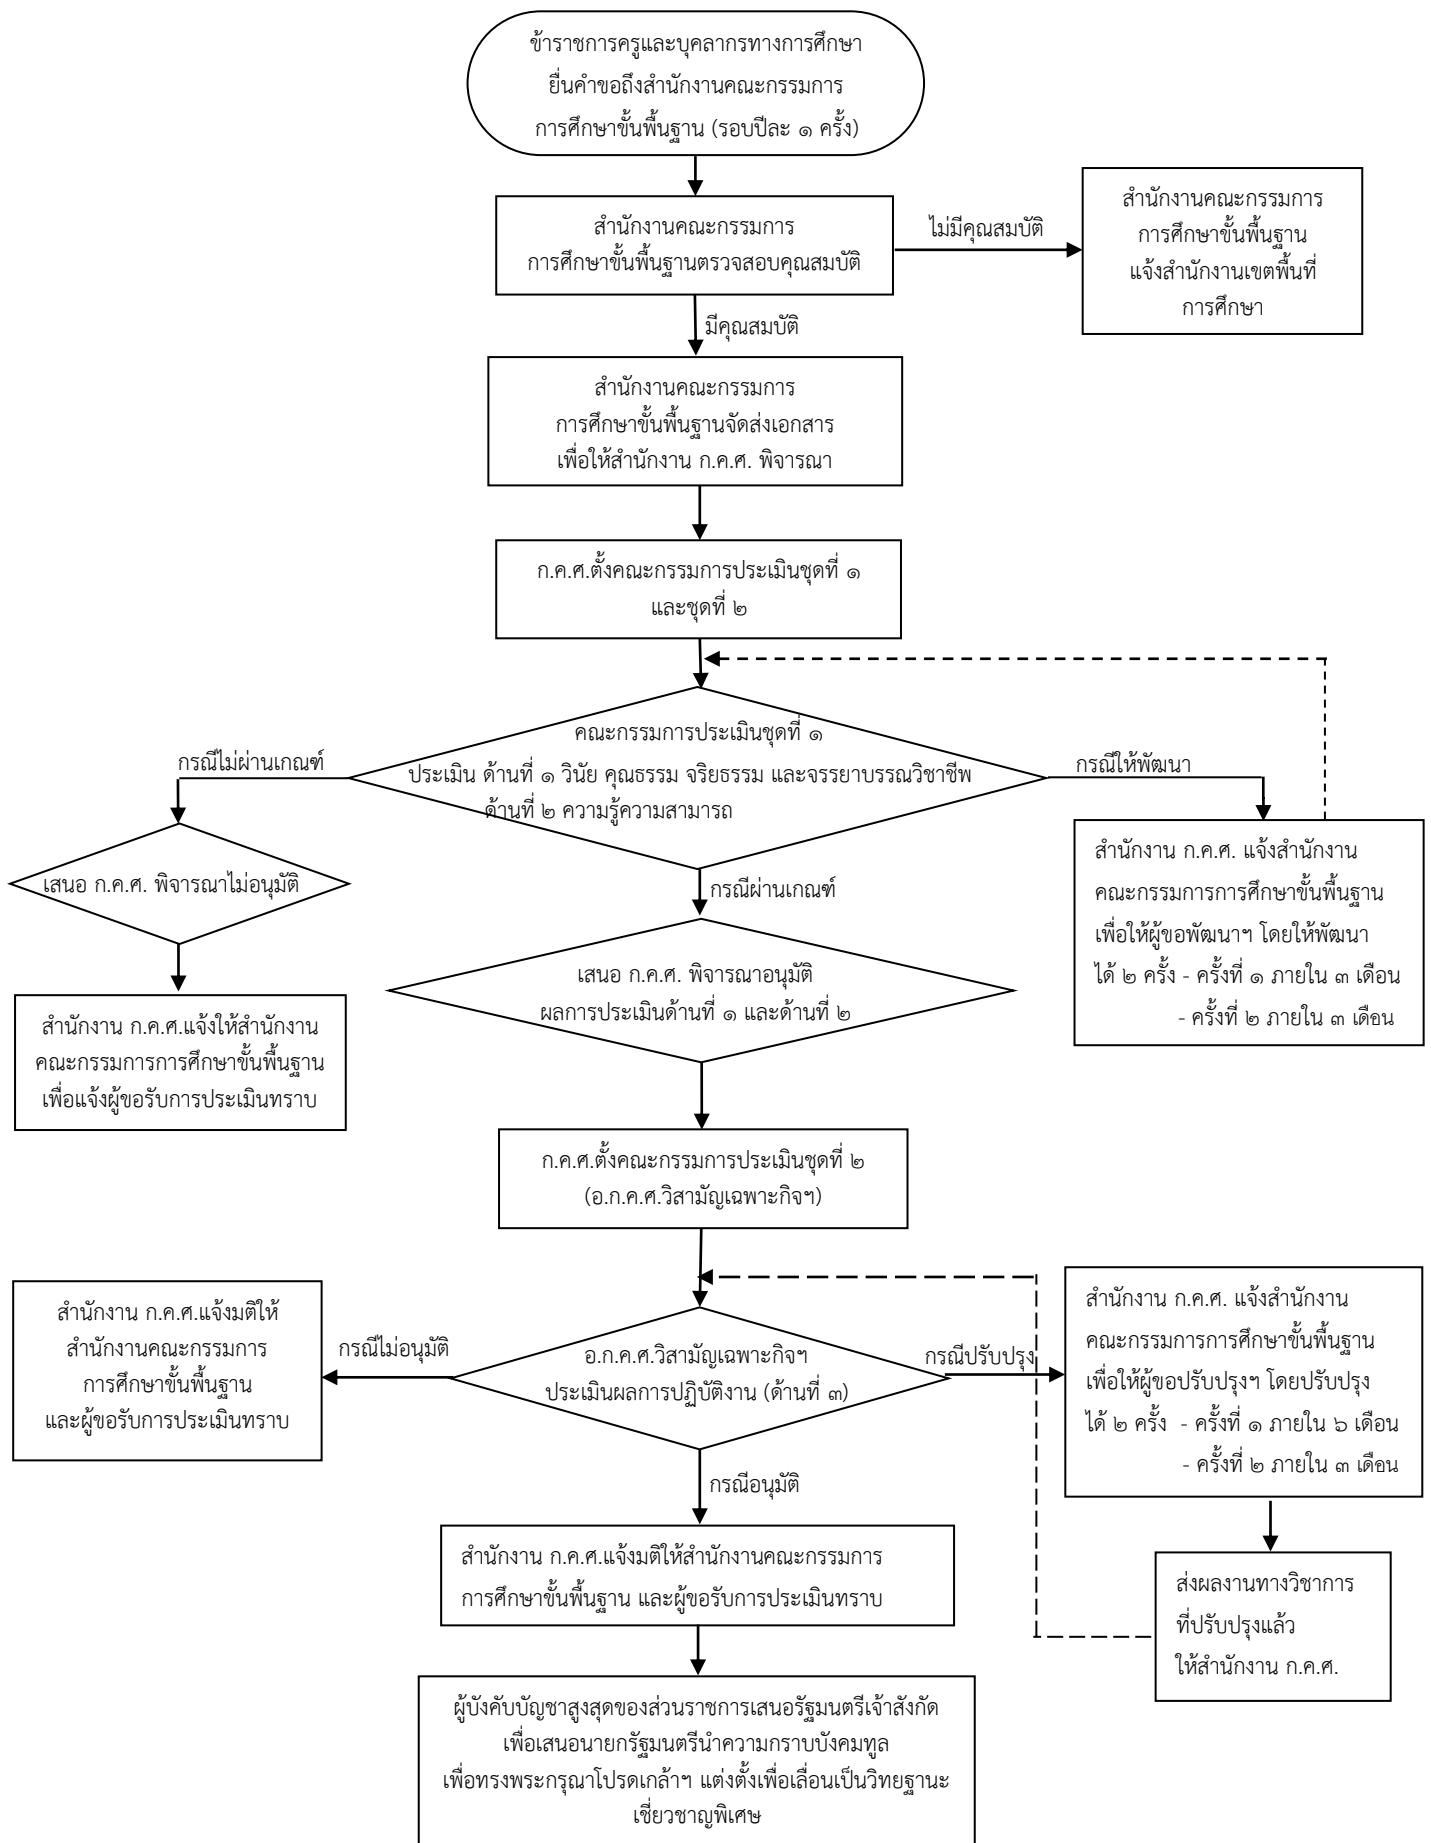 ข้าราชการครูและบุคลากรทางการศึกษา
ยื่นคำขอถึงสำนักงานคณะกรรมการ
การศึกษาขั้นพื้นฐาน (รอบปีละ ๑ ครั้ง)
สำนักงานคณะกรรมการ
การศึกษาขั้นพื้นฐานตรวจสอบคุณสมบัติ
ไม่มีคุณสมบัติ
สำนักงานคณะกรรมการ
การศึกษาขั้นพื้นฐาน
แจ้งสำนักงานเขตพื้นที่
การศึกษา
มีคุณสมบัติ
สำนักงานคณะกรรมการ
การศึกษาขั้นพื้นฐานจัดส่งเอกสาร
เพื่อให้สำนักงาน ก.ค.ศ. พิจารณา
ก.ค.ศ.ตั้งคณะกรรมการประเมินชุดที่ ๑
และชุดที่ ๒
คณะกรรมการประเมินชุดที่ ๑
ประเมิน ด้านที่ ๑ วินัย คุณธรรม จริยธรรม และจรรยาบรรณวิชาชีพ
ด้านที่ ๒ ความรู้ความสามารถ
กรณีไม่ผ่านเกณฑ์
เสนอ ก.ค.ศ. พิจารณาไม่อนุมัติ
สำนักงาน ก.ค.ศ.แจ้งให้สำนักงาน
คณะกรรมการการศึกษาขั้นพื้นฐาน
เพื่อแจ้งผู้ขอรับการประเมินทราบ
กรณีให้พัฒนา
สำนักงาน ก.ค.ศ. แจ้งสำนักงาน
คณะกรรมการการศึกษาขั้นพื้นฐาน
เพื่อให้ผู้ขอพัฒนาฯ โดยให้พัฒนา
ได้ ๒ ครั้ง - ครั้งที่ ๑ ภายใน ๓ เดือน
- ครั้งที่ ๒ ภายใน ๓ เดือน
กรณีผ่านเกณฑ์
เสนอ ก.ค.ศ. พิจารณาอนุมัติ
ผลการประเมินด้านที่ ๑ และด้านที่ ๒
ก.ค.ศ.ตั้งคณะกรรมการประเมินชุดที่ ๒
(อ.ก.ค.ศ.วิสามัญเฉพาะกิจฯ)
อ.ก.ค.ศ.วิสามัญเฉพาะกิจฯ
ประเมินผลการปฏิบัติงาน (ด้านที่ ๓)
กรณีไม่อนุมัติ
สำนักงาน ก.ค.ศ.แจ้งมติให้
สำนักงานคณะกรรมการ
การศึกษาขั้นพื้นฐาน
และผู้ขอรับการประเมินทราบ
กรณีปรับปรุง
สำนักงาน ก.ค.ศ. แจ้งสำนักงาน
คณะกรรมการการศึกษาขั้นพื้นฐาน
เพื่อให้ผู้ขอปรับปรุงฯ โดยปรับปรุง
ได้ ๒ ครั้ง - ครั้งที่ ๑ ภายใน ๖ เดือน
- ครั้งที่ ๒ ภายใน ๓ เดือน
ส่งผลงานทางวิชาการ
ที่ปรับปรุงแล้ว
ให้สำนักงาน ก.ค.ศ.
กรณีอนุมัติ
สำนักงาน ก.ค.ศ.แจ้งมติให้สำนักงานคณะกรรมการ
การศึกษาขั้นพื้นฐาน และผู้ขอรับการประเมินทราบ
ผู้บังคับบัญชาสูงสุดของส่วนราชการเสนอรัฐมนตรีเจ้าสังกัด
เพื่อเสนอนายกรัฐมนตรีนำความกราบบังคมทูล
เพื่อทรงพระกรุณาโปรดเกล้าฯ แต่งตั้งเพื่อเลื่อนเป็นวิทยฐานะ
เชี่ยวชาญพิเศษ